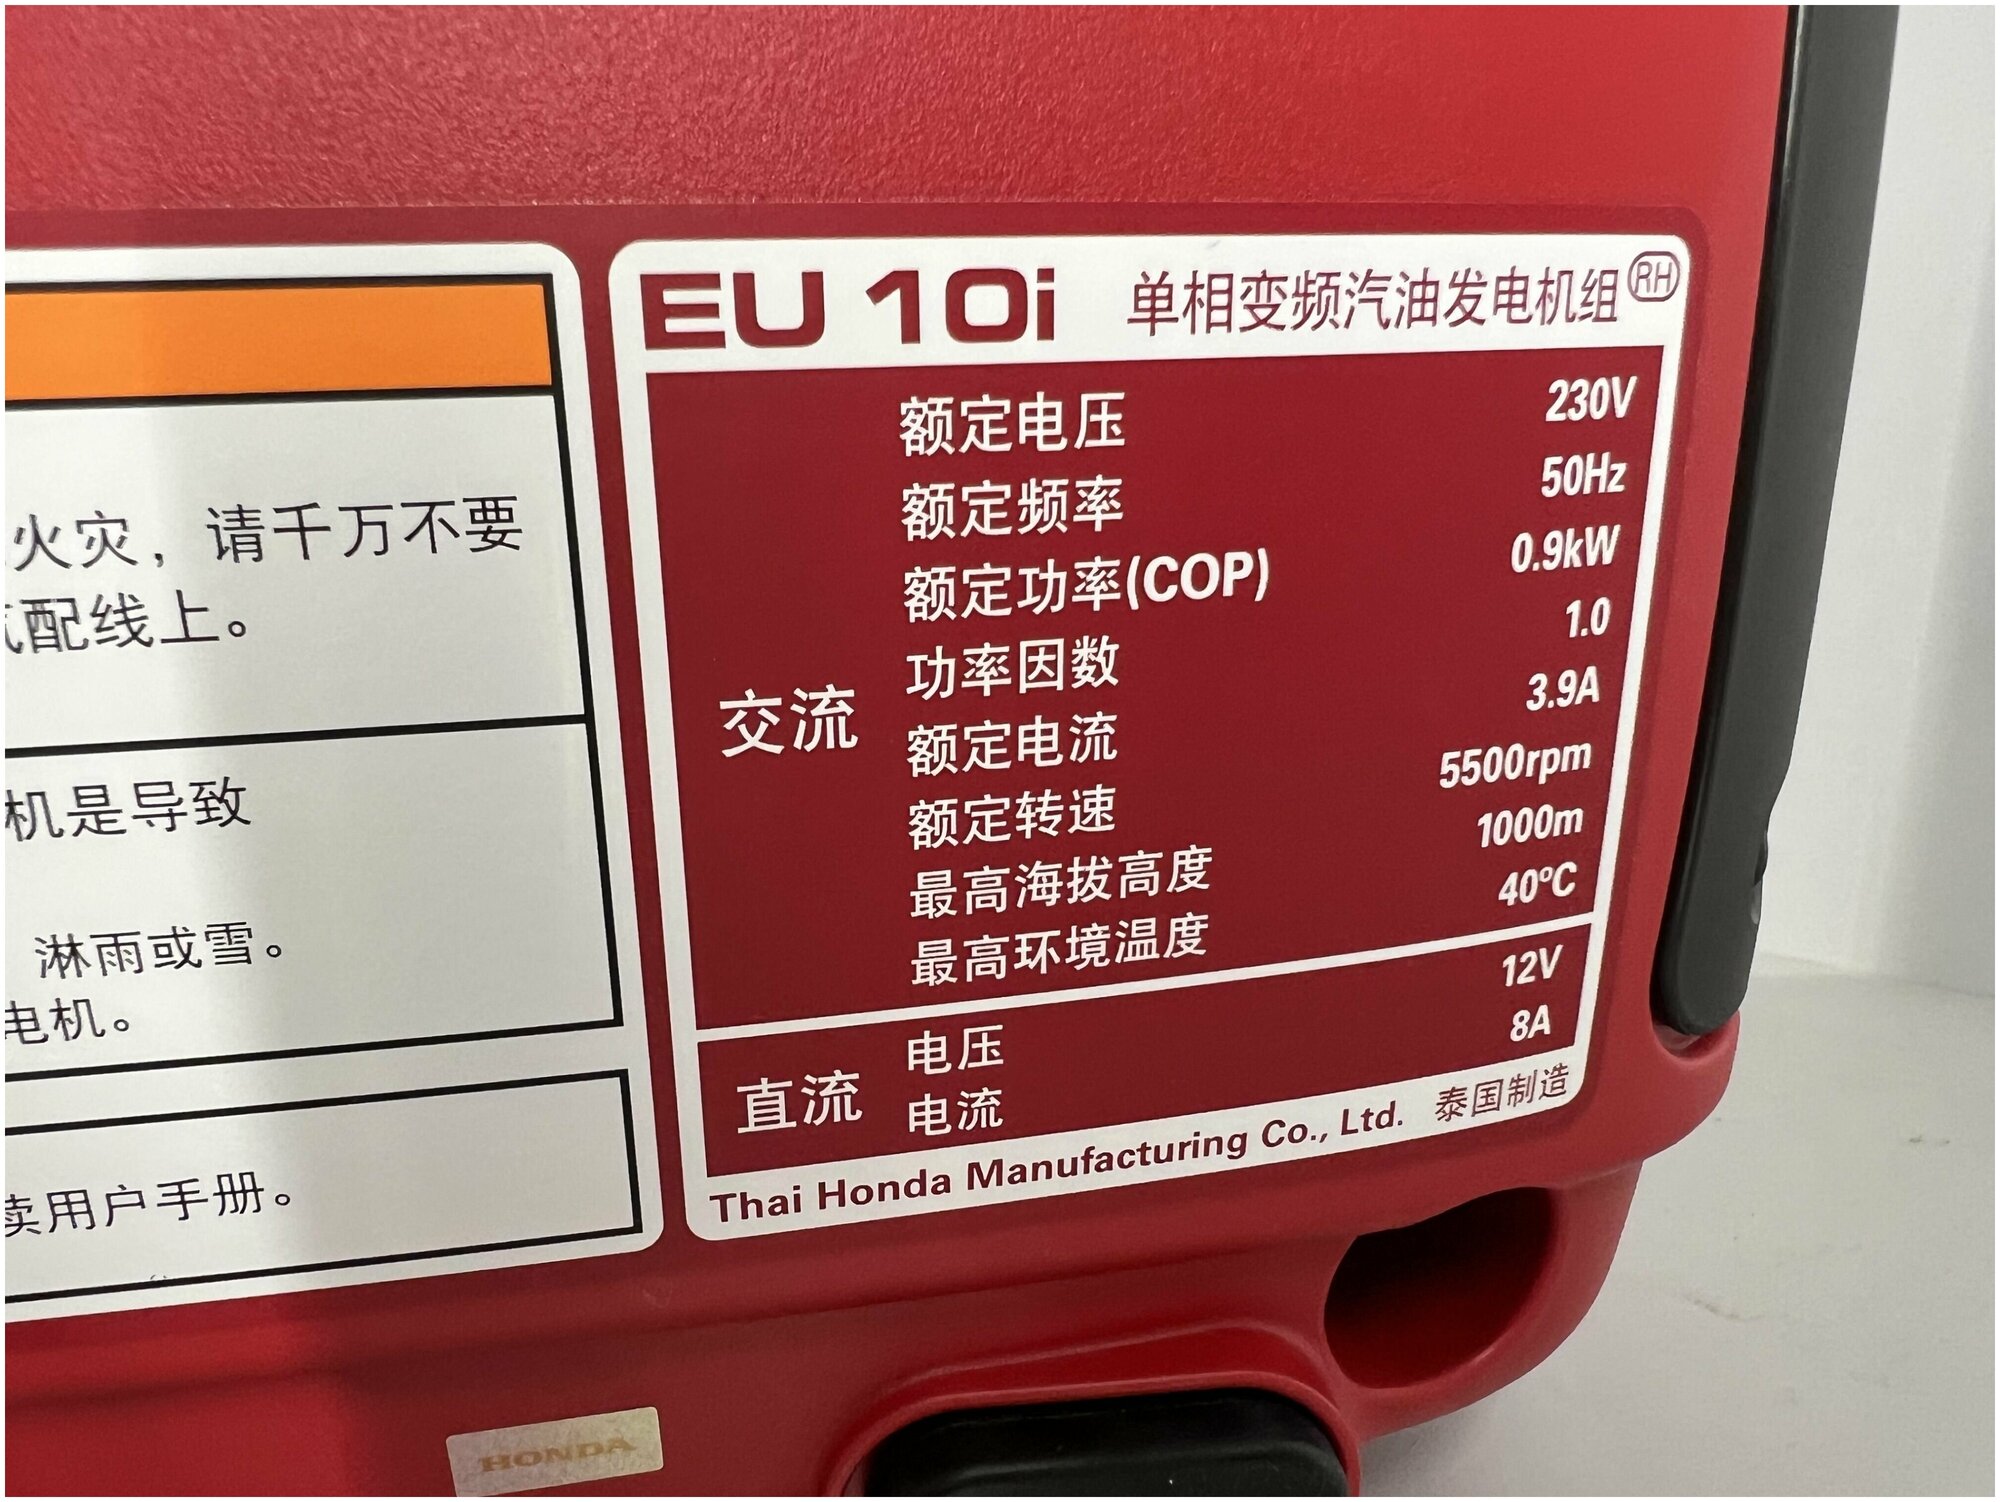 火灾，请千万不要
配线上。
机是导致
淋雨或雪。
电机。
读用户手册。
EU 10i 单相变频汽油发电机组 RH
交流
额定电压 230V
额定频率 50Hz
额定功率(COP) 0.9kW
功率因数 1.0
额定电流 3.9A
额定转速 5500rpm
最高海拔高度 1000m
最高环境温度 40°C
直流
电压 12V
电流 8A
Thai Honda Manufacturing Co., Ltd. 泰国制造
HONDA